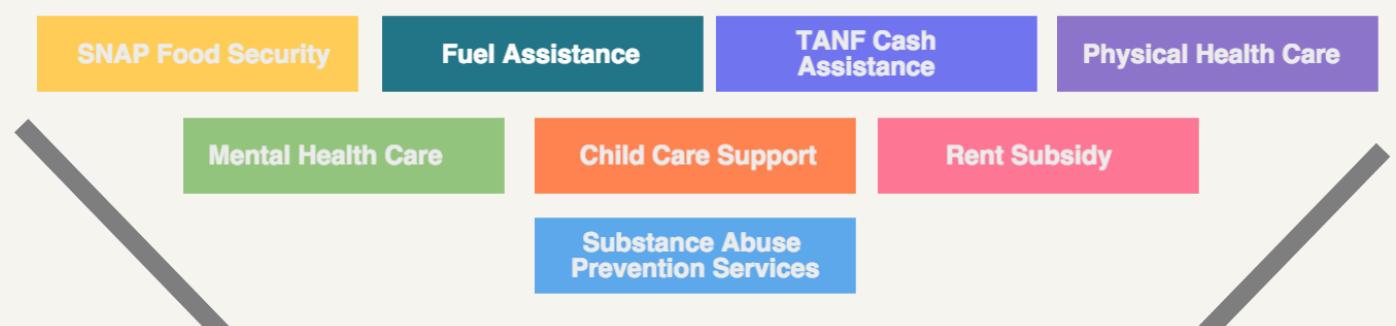 SNAP Food Security
Fuel Assistance
TANF Cash
Assistance
Physical Health Care
Mental Health Care
Child Care Support
Rent Subsidy
Substance Abuse
Prevention Services